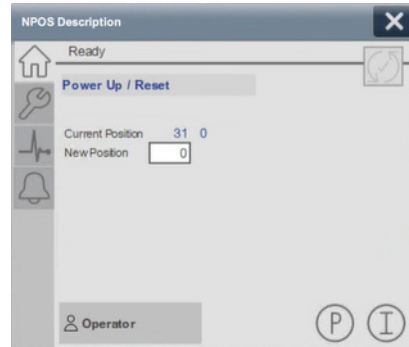 NPOS Description
Ready
Power Up / Reset
Current Position 31 0
New Position 0
Operator
P I